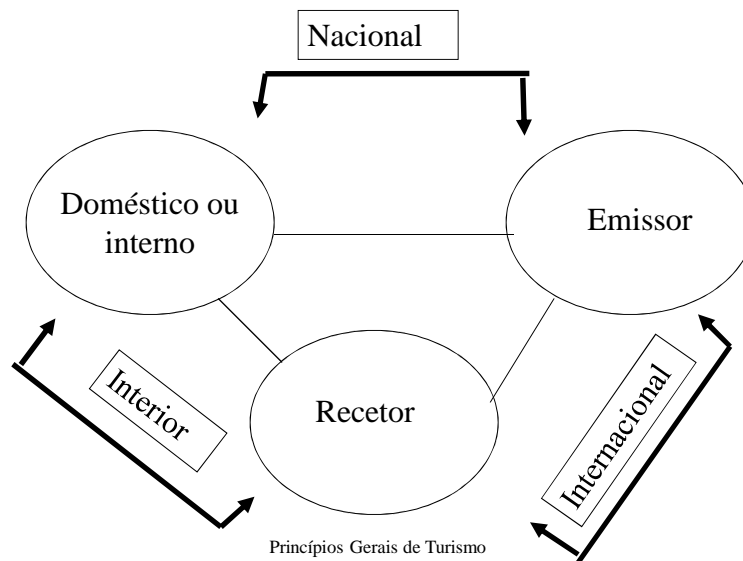 Nacional
Doméstico ou
interno
Emissor
Interior
Recetor
Internacional
Princípios Gerais de Turismo